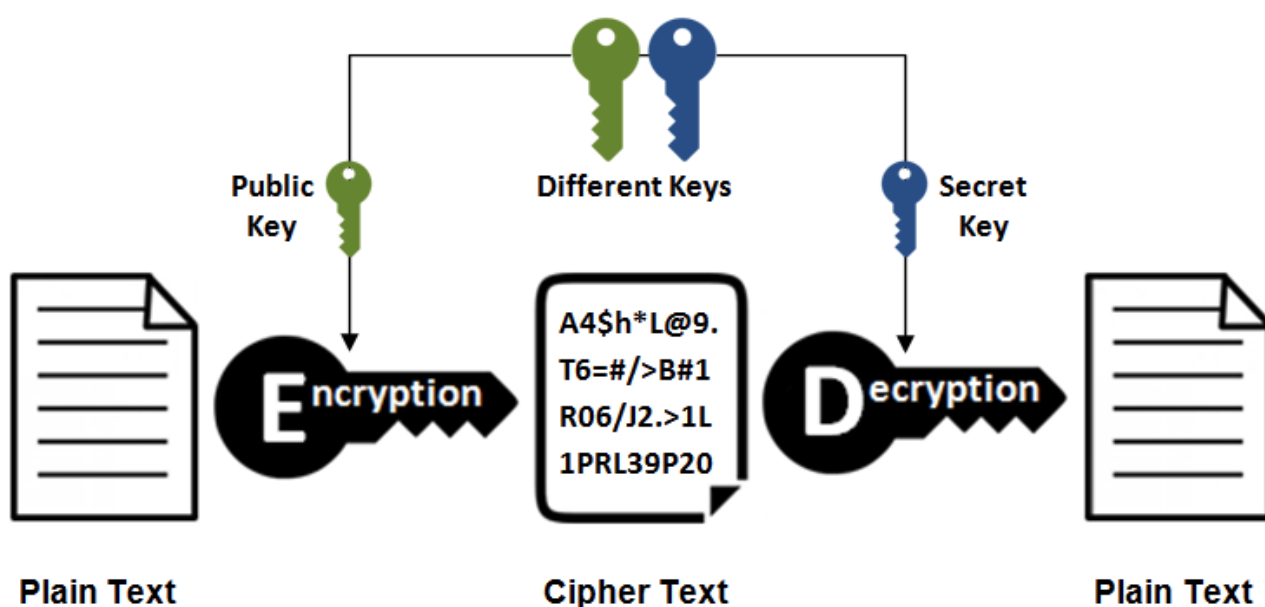 Public
Key
Different Keys
Secret
Key
Encryption
A4$h*L@9.
T6=#/>B#1
R06/J2.>1L
1PRL39P20
Decryption
Plain Text
Cipher Text
Plain Text